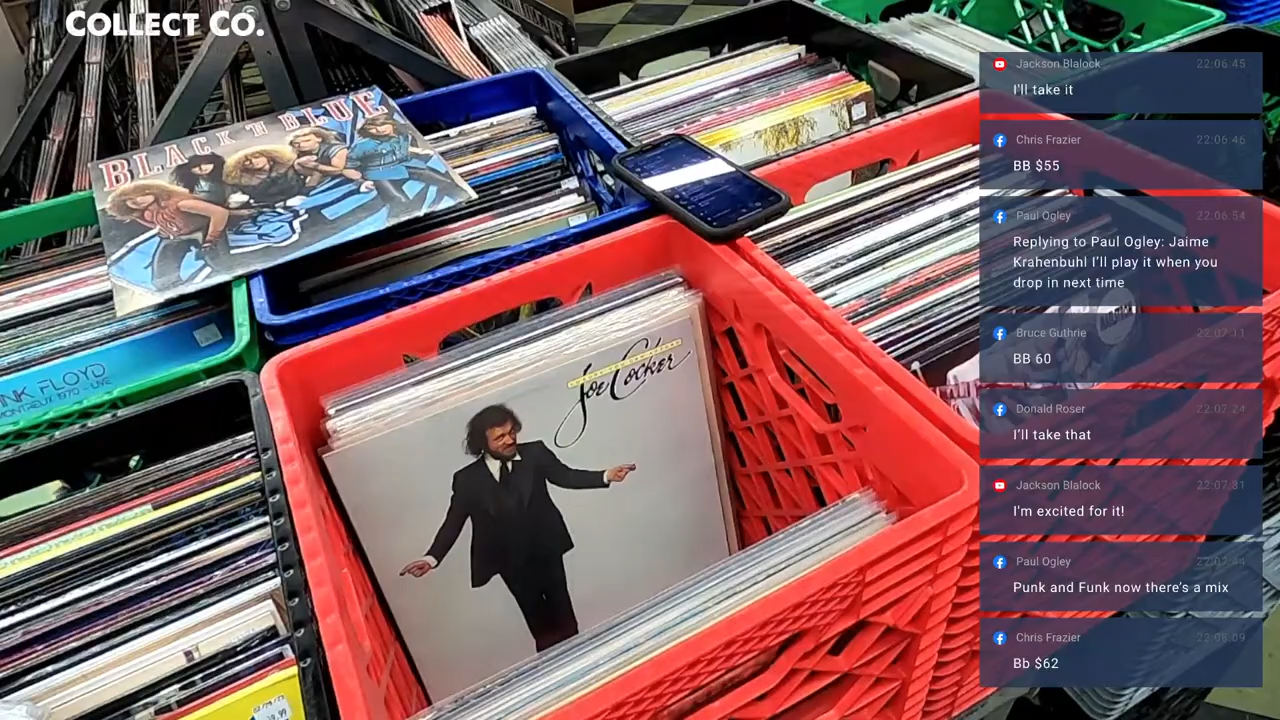 COLLECT CO.
BLACK 'N BLUE
Joe Cocker
INK FLOYD
MONTREUX 1970 - LIVE
Jackson Blalock 22:06:45
I'll take it
Chris Frazier 22:06:46
BB $55
Paul Ogley 22:06:54
Replying to Paul Ogley: Jaime
Krahenbuhl I'll play it when you
drop in next time
Bruce Guthrie 22:07:11
BB 60
Donald Roser 22:07:24
I'll take that
Jackson Blalock 22:07:31
I'm excited for it!
Paul Ogley 22:07:44
Punk and Funk now there's a mix
Chris Frazier 22:08:09
Bb $62